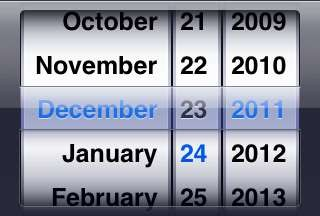 October 21 2009
November 22 2010
December 23 2011
January 24 2012
February 25 2013